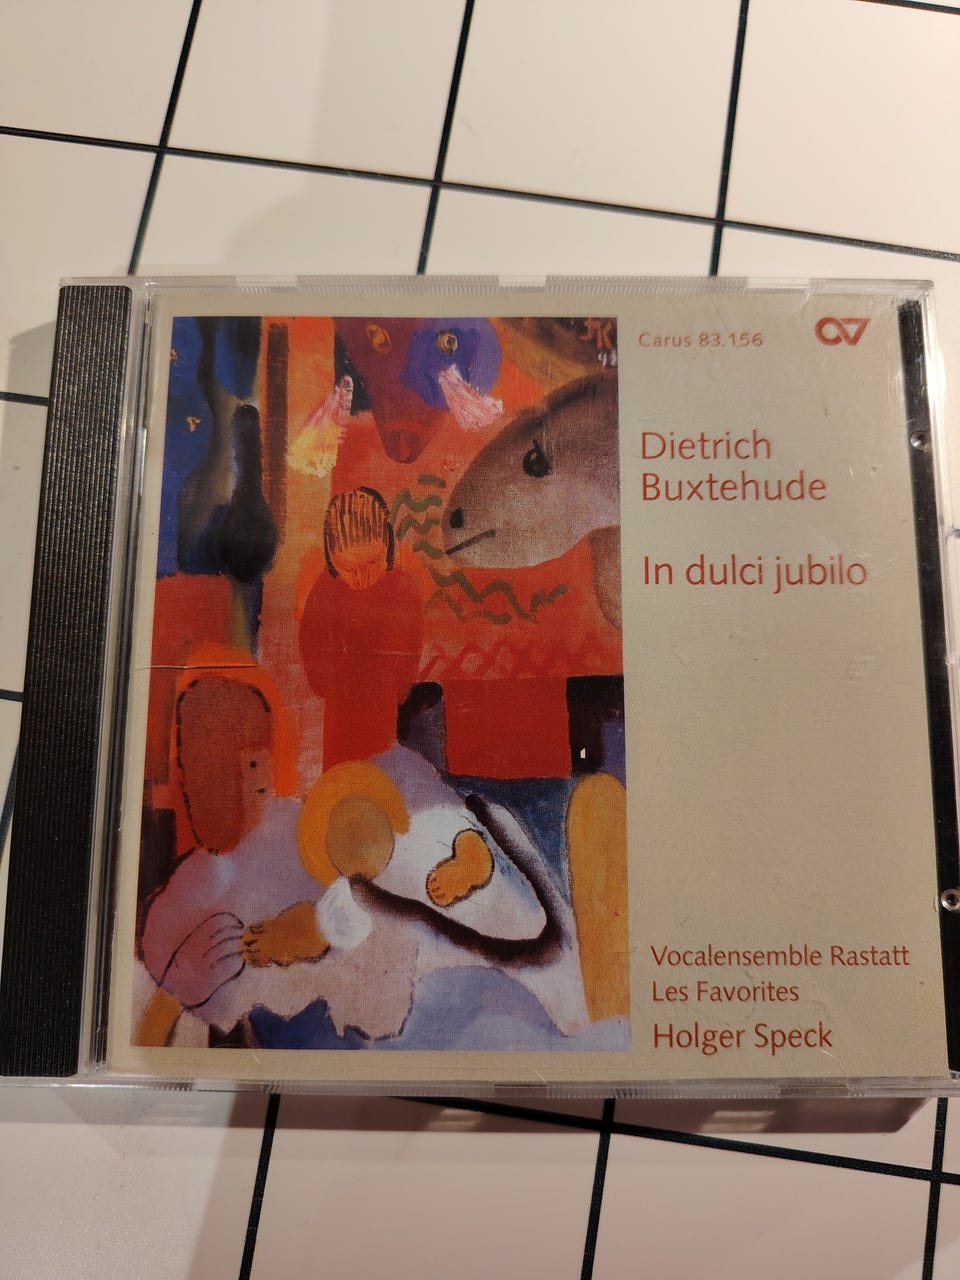 Carus 83.156
Dietrich
Buxtehude
In dulci jubilo
Vocalensemble Rastatt
Les Favorites
Holger Speck